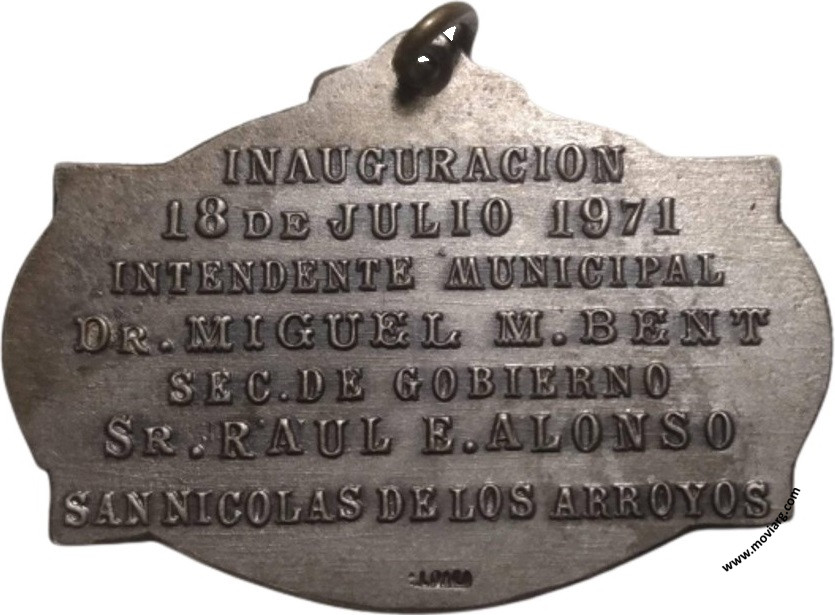 INAUGURACION
18 DE JULIO 1971
INTENDENTE MUNICIPAL
DR. MIGUEL M. BENT
SEC. DE GOBIERNO
SR. RAUL E. ALONSO
SAN NICOLAS DE LOS ARROYOS
www.moviarg.com